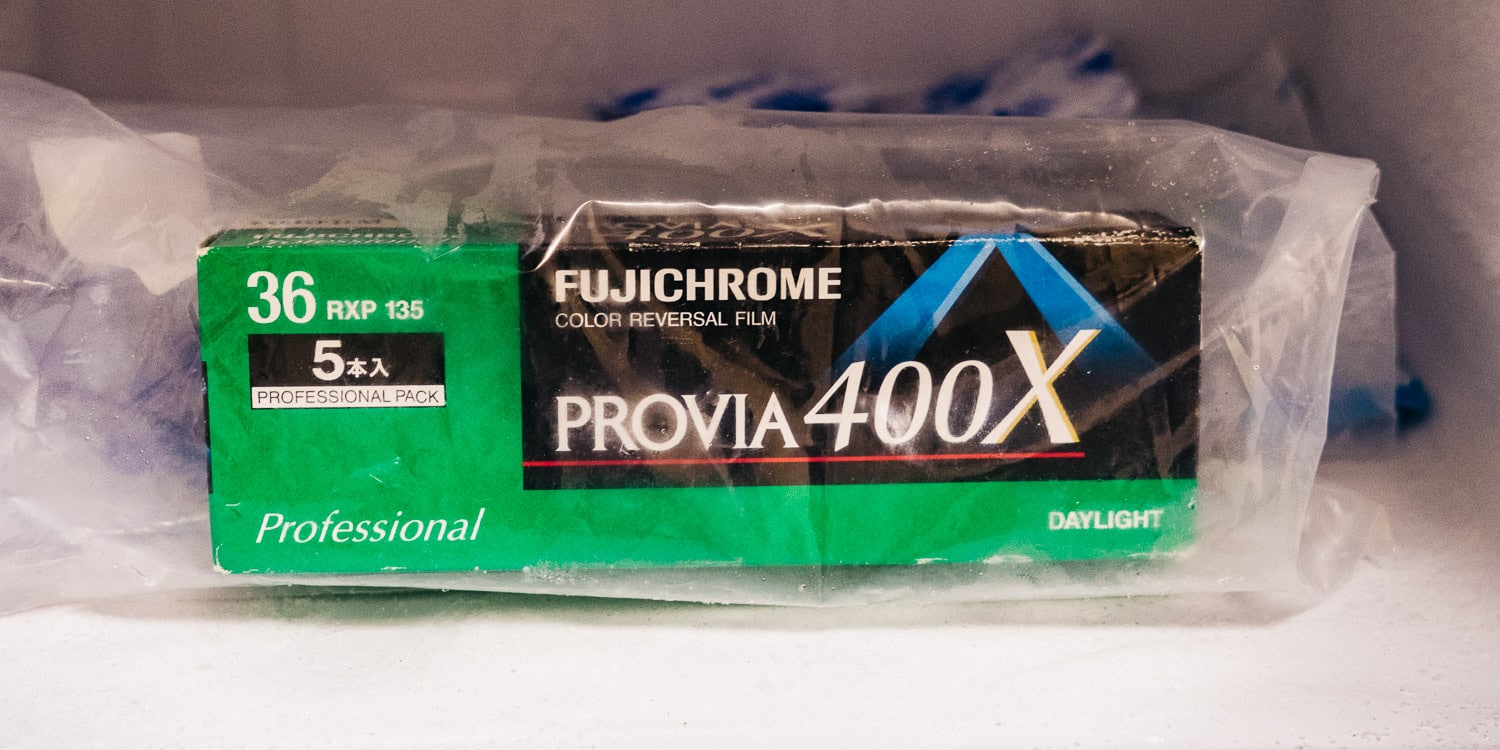 36 RXP 135
5本入
PROFESSIONAL PACK
Professional
FUJICHROME
COLOR REVERSAL FILM
PROVIA 400X
DAYLIGHT